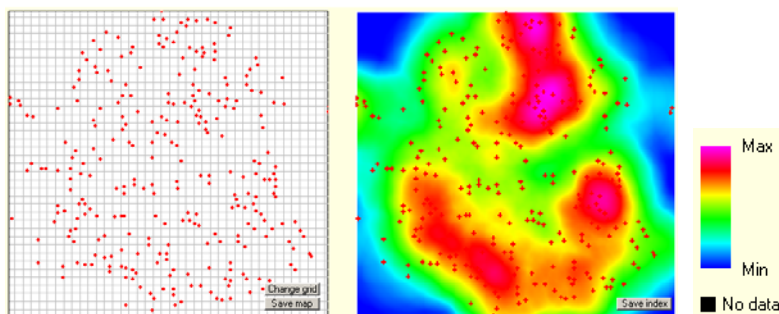 Change grid
Save map
Save index
Max
Min
No data